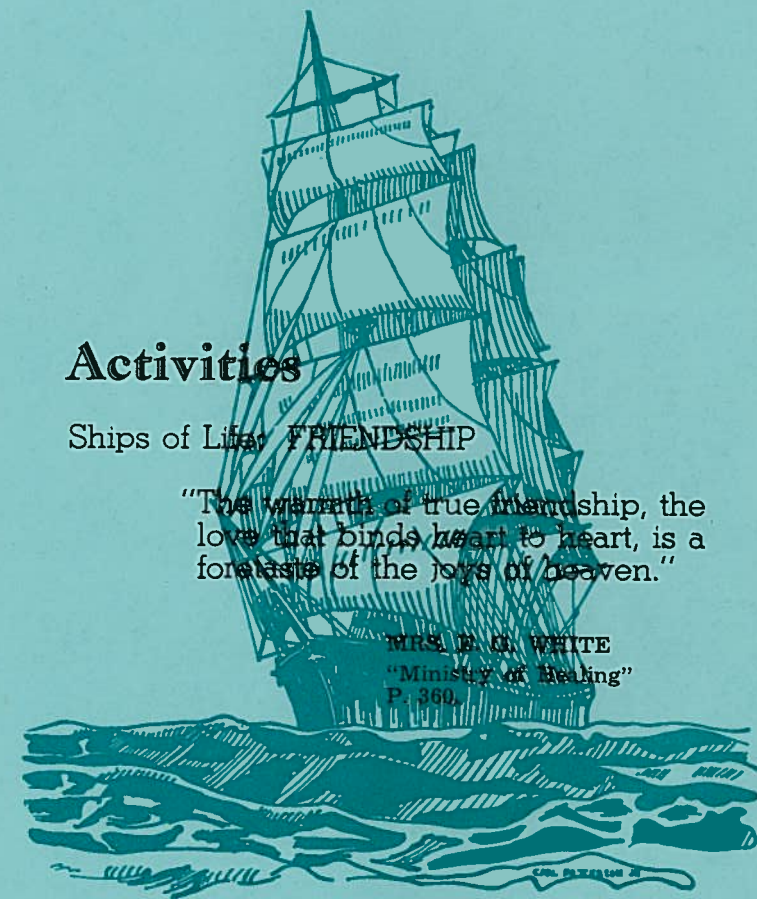 Activities
Ships of Life: FRIENDSHIP
"The warmth of true friendship, the
love that binds heart to heart, is a
foretaste of the joys of heaven."
MRS. E. G. WHITE
"Ministry of Healing"
P. 360.